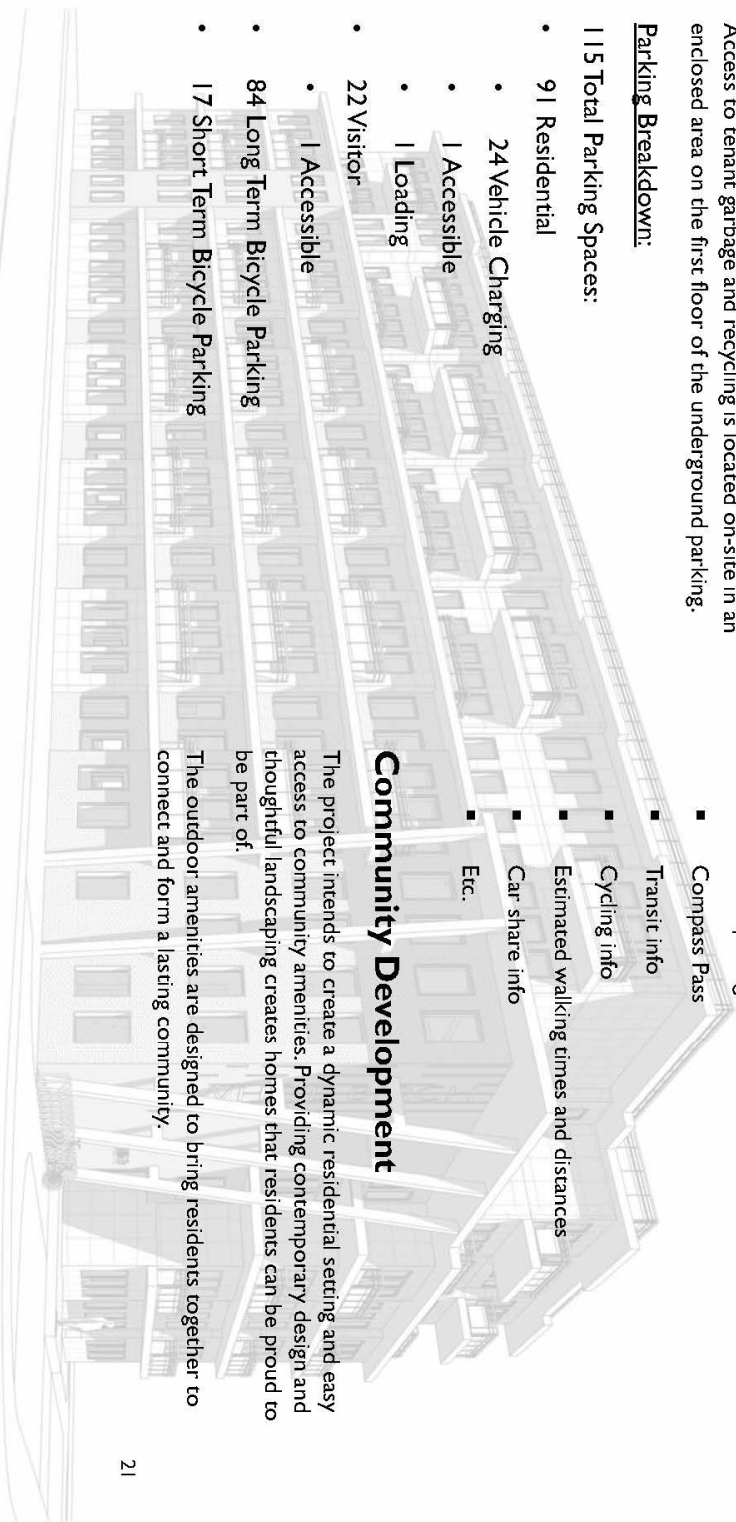 Access to tenant garbage and recycling is located on-site in an
enclosed area on the first floor of the underground parking.
Parking Breakdown:
115 Total Parking Spaces:
• 91 Residential
• 24 Vehicle Charging
• 1 Accessible
• 1 Loading
• 22 Visitor
• 1 Accessible
• 84 Long Term Bicycle Parking
• 17 Short Term Bicycle Parking
▪ Compass Pass
▪ Transit info
▪ Cycling info
▪ Estimated walking times and distances
▪ Car share info
▪ Etc.
Community Development
The project intends to create a dynamic residential setting and easy
access to community amenities. Providing contemporary design and
thoughtful landscaping creates homes that residents can be proud to
be part of.
The outdoor amenities are designed to bring residents together to
connect and form a lasting community.
21